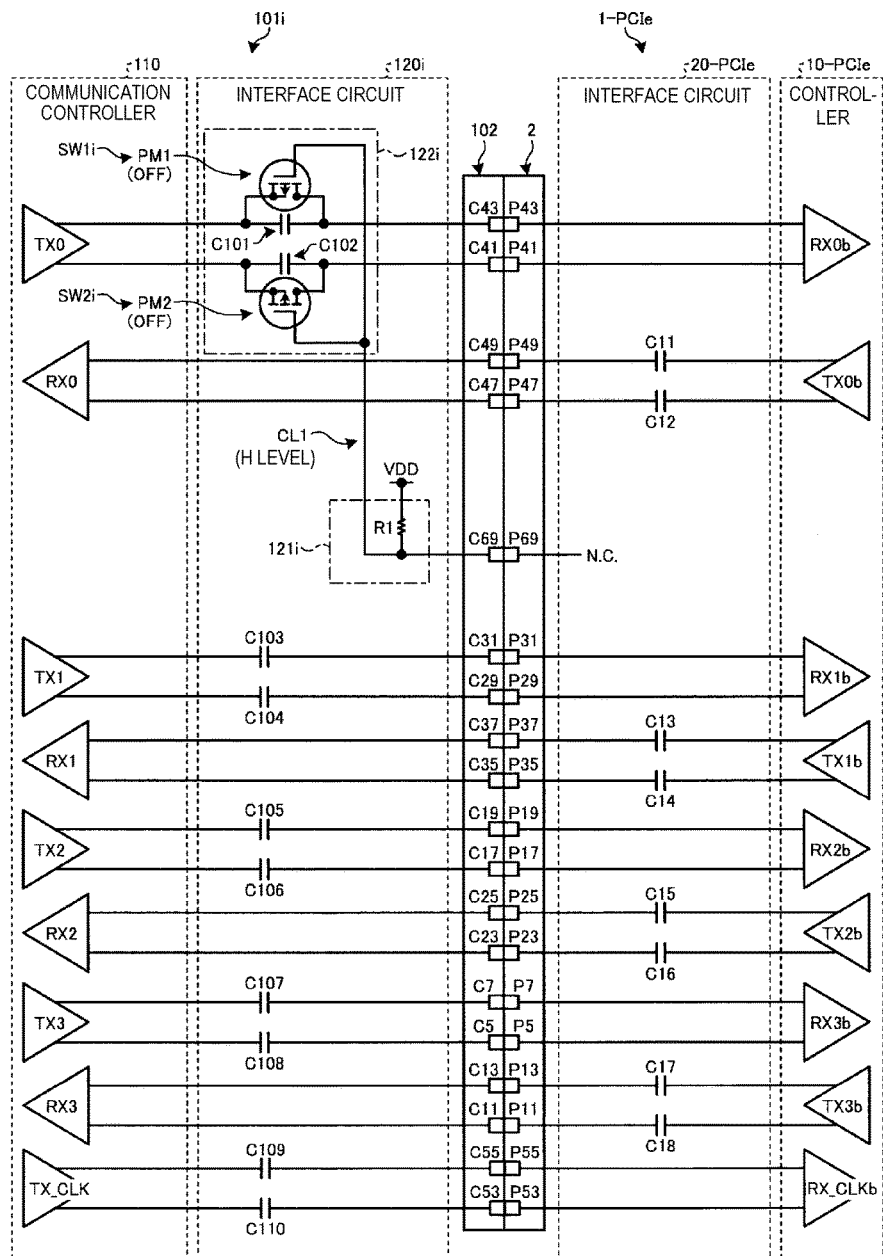 101i 1-PCIe
110 120i 20-PCIe 10-PCIe
COMMUNICATION CONTROLLER
INTERFACE CIRCUIT
INTERFACE CIRCUIT
CONTROL-
LER
SW1i PM1
(OFF)
122i
102 2
TX0 C101 C102 C43 P43 RX0b
C41 P41
SW2i PM2
(OFF)
RX0 C49 P49 C11 TX0b
C47 P47 C12
CL1
(H LEVEL)
VDD
R1
121i
C69 P69 N.C.
C103 C31 P31
TX1 RX1b
C104 C29 P29
C37 P37 C13
RX1 TX1b
C35 P35 C14
C105 C19 P19
TX2 RX2b
C106 C17 P17
C25 P25 C15
RX2 TX2b
C23 P23 C16
C107 C7 P7
TX3 RX3b
C108 C5 P5
C13 P13 C17
RX3 TX3b
C11 P11 C18
C109 C55 P55
TX_CLK RX_CLKb
C110 C53 P53